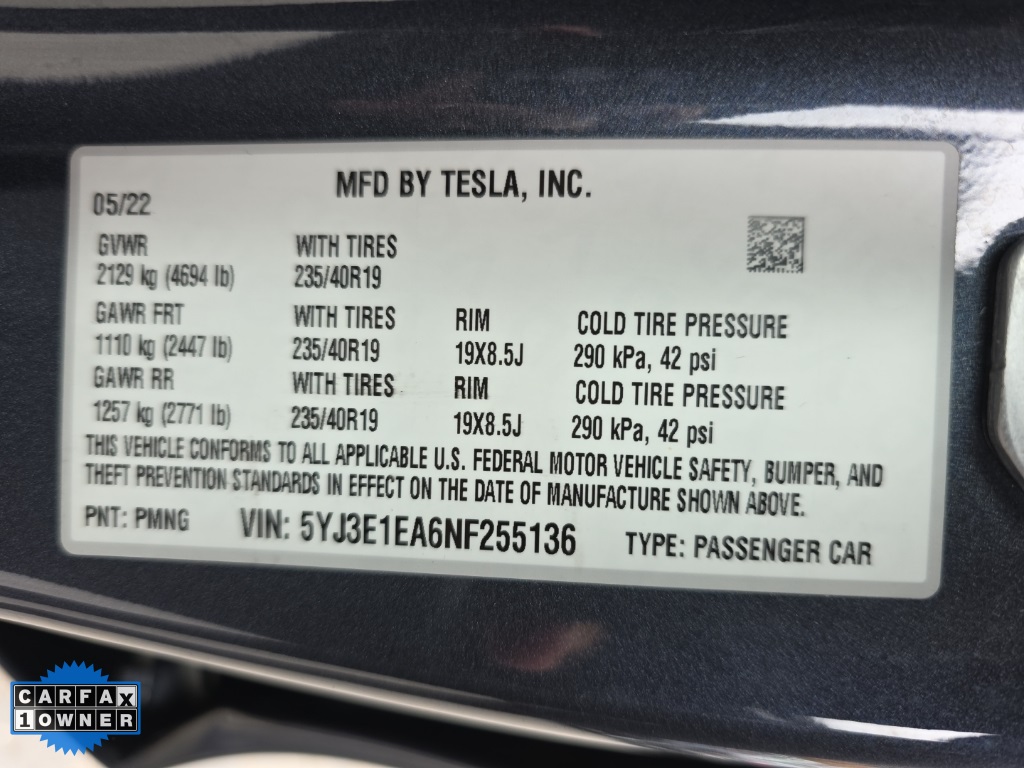 MFD BY TESLA, INC.
05/22
GVWR WITH TIRES
2129 kg (4694 lb) 235/40R19
GAWR FRT WITH TIRES RIM COLD TIRE PRESSURE
1110 kg (2447 lb) 235/40R19 19X8.5J 290 kPa, 42 psi
GAWR RR WITH TIRES RIM COLD TIRE PRESSURE
1257 kg (2771 lb) 235/40R19 19X8.5J 290 kPa, 42 psi
THIS VEHICLE CONFORMS TO ALL APPLICABLE U.S. FEDERAL MOTOR VEHICLE SAFETY, BUMPER, AND
THEFT PREVENTION STANDARDS IN EFFECT ON THE DATE OF MANUFACTURE SHOWN ABOVE.
PNT: PMNG VIN: 5YJ3E1EA6NF255136 TYPE: PASSENGER CAR
CARFAX
1 OWNER